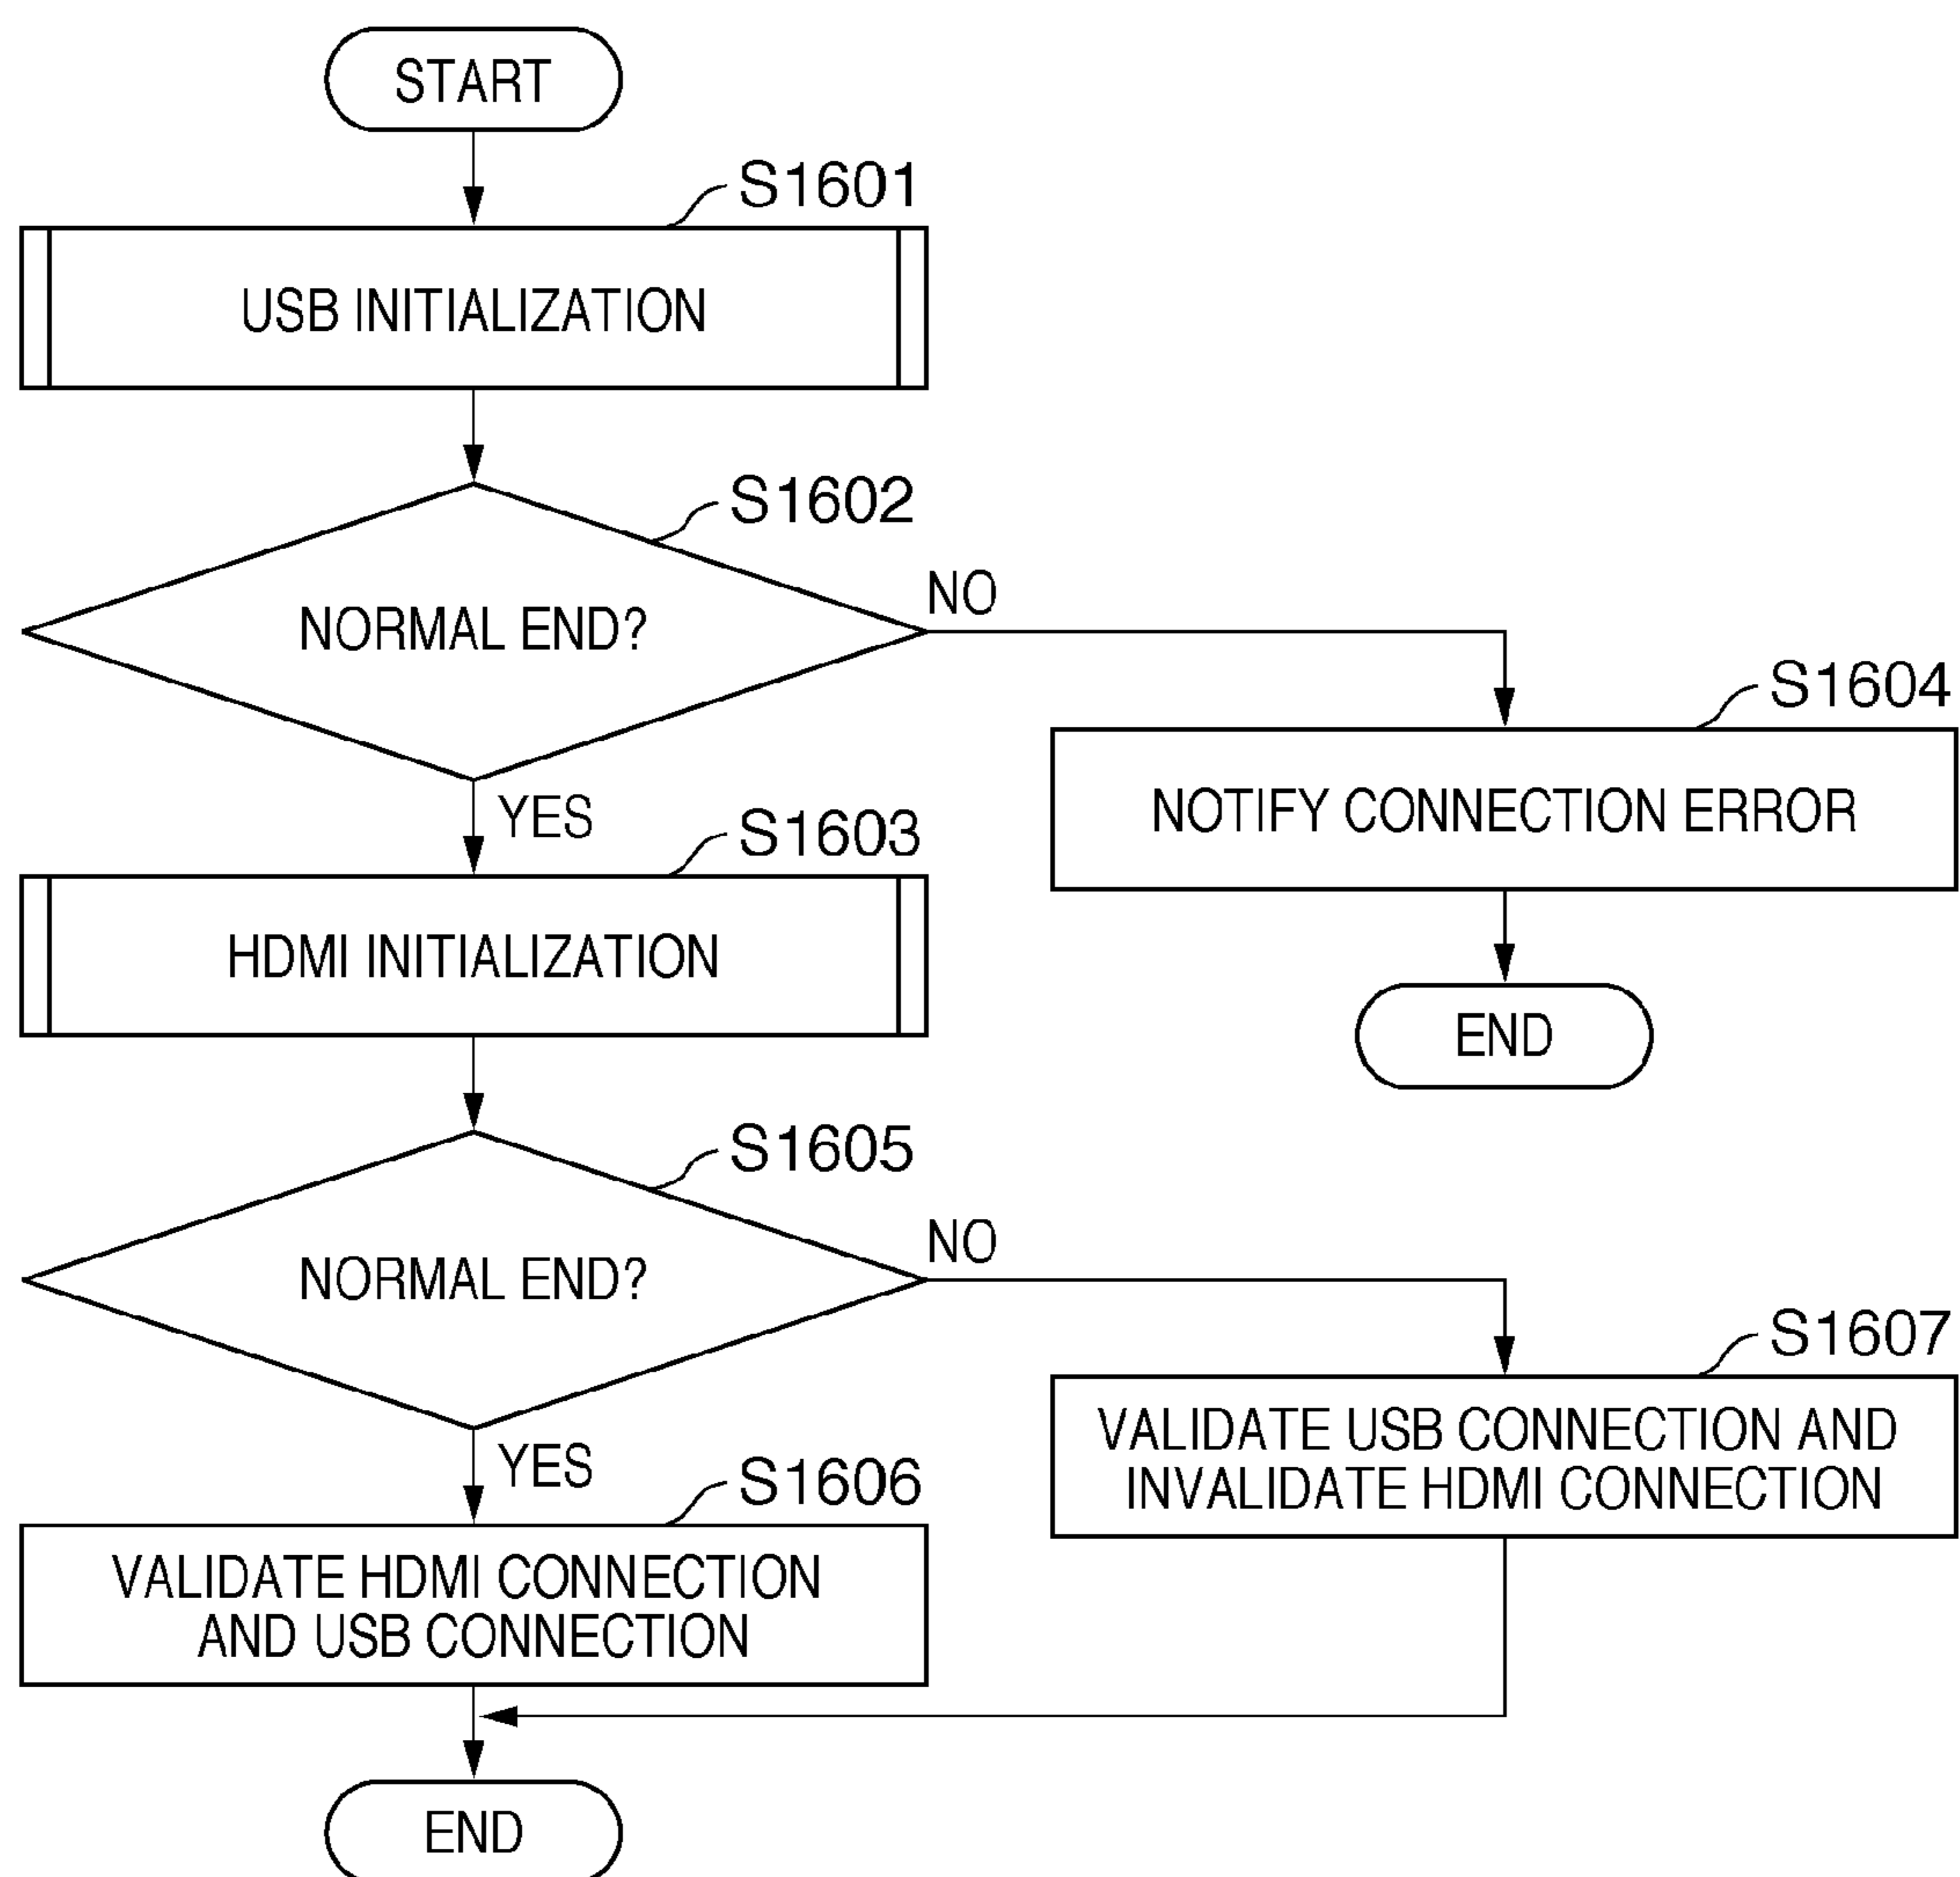 START
S1601
USB INITIALIZATION
S1602
NORMAL END?
NO
S1604
NOTIFY CONNECTION ERROR
END
YES
S1603
HDMI INITIALIZATION
S1605
NORMAL END?
NO
S1607
VALIDATE USB CONNECTION AND
INVALIDATE HDMI CONNECTION
YES
S1606
VALIDATE HDMI CONNECTION
AND USB CONNECTION
END